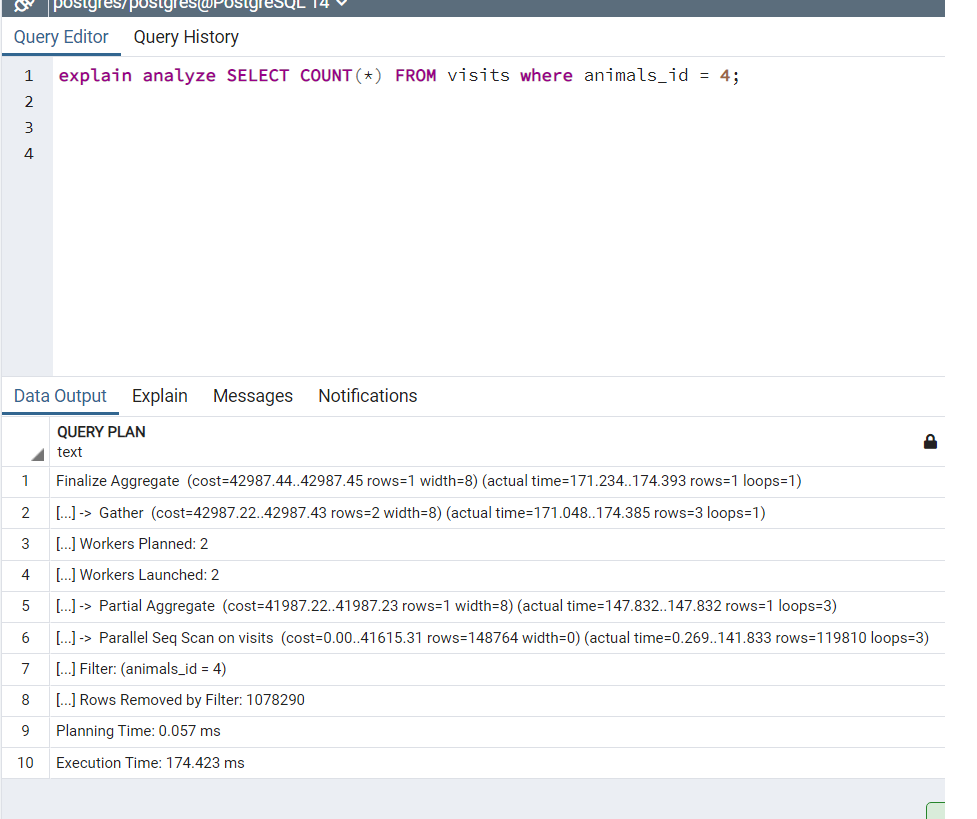 postgres/postgres@PostgreSQL 14
Query Editor Query History
1 explain analyze SELECT COUNT(*) FROM visits where animals_id = 4;
2
3
4
Data Output Explain Messages Notifications
QUERY PLAN
text
1 Finalize Aggregate (cost=42987.44..42987.45 rows=1 width=8) (actual time=171.234..174.393 rows=1 loops=1)
2 [...] -> Gather (cost=42987.22..42987.43 rows=2 width=8) (actual time=171.048..174.385 rows=3 loops=1)
3 [...] Workers Planned: 2
4 [...] Workers Launched: 2
5 [...] -> Partial Aggregate (cost=41987.22..41987.23 rows=1 width=8) (actual time=147.832..147.832 rows=1 loops=3)
6 [...] -> Parallel Seq Scan on visits (cost=0.00..41615.31 rows=148764 width=0) (actual time=0.269..141.833 rows=119810 loops=3)
7 [...] Filter: (animals_id = 4)
8 [...] Rows Removed by Filter: 1078290
9 Planning Time: 0.057 ms
10 Execution Time: 174.423 ms